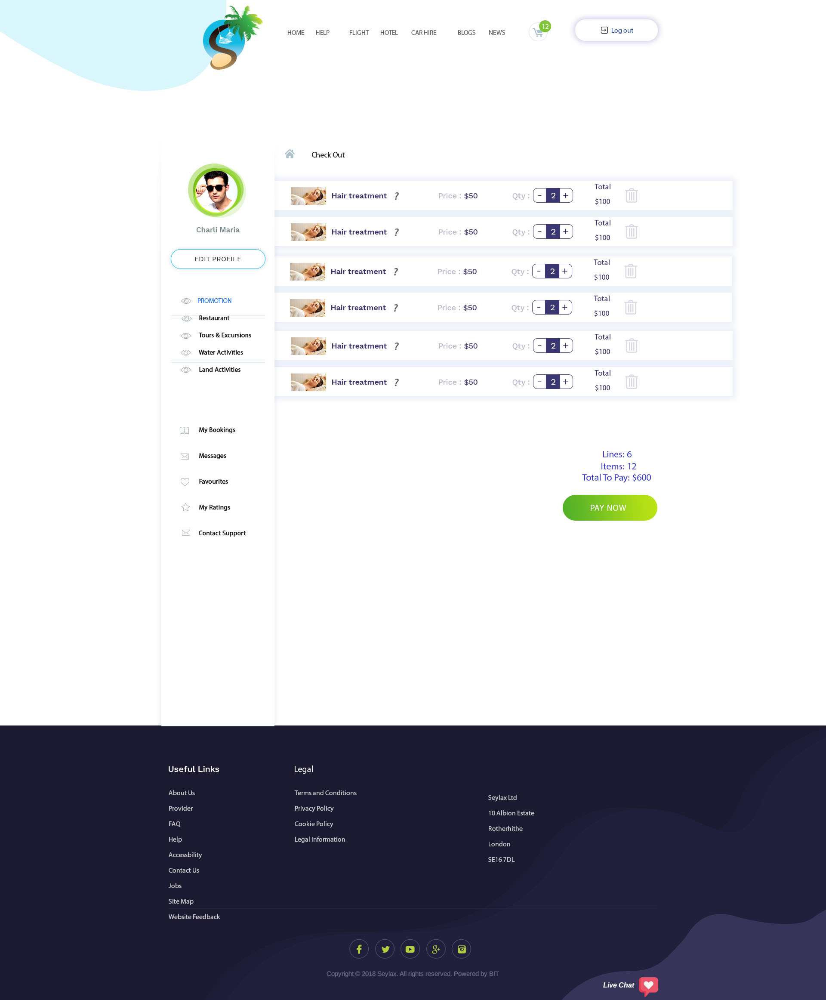 HOME HELP FLIGHT HOTEL CAR HIRE BLOGS NEWS 12 Log out
Check Out
Charli Maria
EDIT PROFILE
PROMOTION
Restaurant
Tours & Excursions
Water Activities
Land Activities
My Bookings
Messages
Favourites
My Ratings
Contact Support
Hair treatment ? Price : $50 Qty : - 2 + Total
$100
Hair treatment ? Price : $50 Qty : - 2 + Total
$100
Hair treatment ? Price : $50 Qty : - 2 + Total
$100
Hair treatment ? Price : $50 Qty : - 2 + Total
$100
Hair treatment ? Price : $50 Qty : - 2 + Total
$100
Hair treatment ? Price : $50 Qty : - 2 + Total
$100
Lines: 6
Items: 12
Total To Pay: $600
PAY NOW
Useful Links
About Us
Provider
FAQ
Help
Accessbility
Contact Us
Jobs
Site Map
Website Feedback
Legal
Terms and Conditions
Privacy Policy
Cookie Policy
Legal Information
Seylax Ltd
10 Albion Estate
Rotherhithe
London
SE16 7DL
Copyright © 2018 Seylax. All rights reserved. Powered by BIT
Live Chat